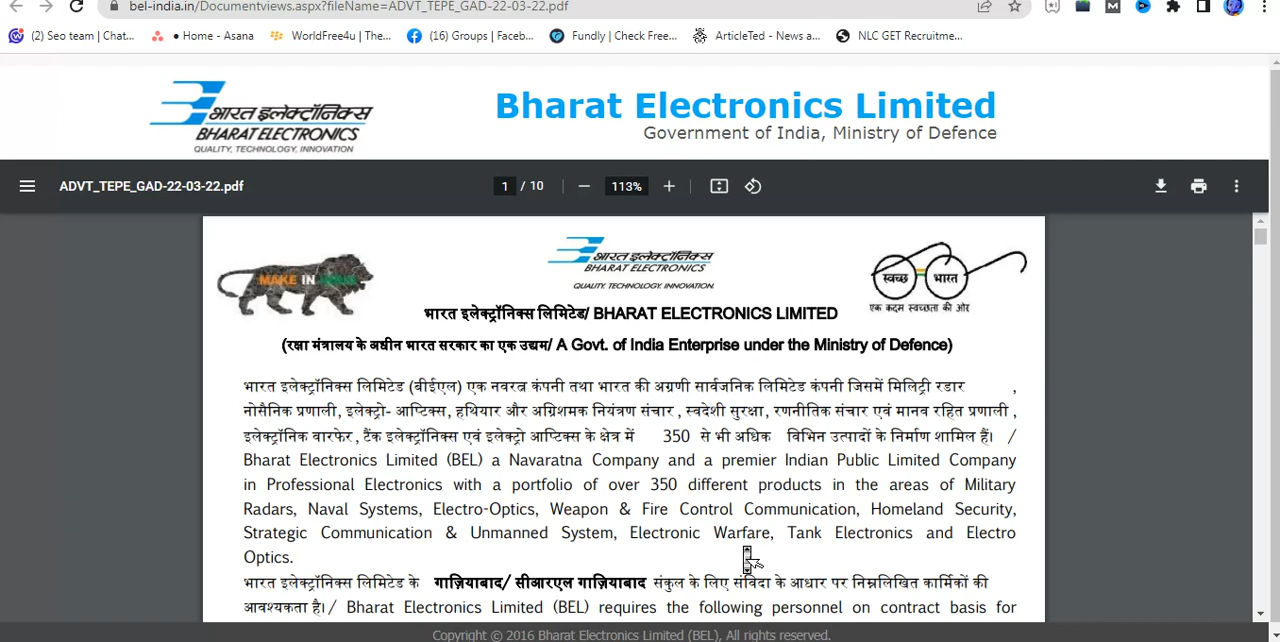 bel-india.in/Documentviews.aspx?fileName=ADVT_TEPE_GAD-22-03-22.pdf
(2) Seo team | Chat... • Home - Asana WorldFree4u | The... (16) Groups | Faceb... Fundly | Check Free... ArticleTed - News a... NLC GET Recruitme...
भारत इलेक्ट्रॉनिक्स
BHARAT ELECTRONICS
QUALITY, TECHNOLOGY, INNOVATION
Bharat Electronics Limited
Government of India, Ministry of Defence
ADVT_TEPE_GAD-22-03-22.pdf 1 / 10 113%
MAKE IN INDIA
भारत इलेक्ट्रॉनिक्स
BHARAT ELECTRONICS
QUALITY. TECHNOLOGY. INNOVATION.
स्वच्छ भारत
एक कदम स्वच्छता की ओर
भारत इलेक्ट्रॉनिक्स लिमिटेड/ BHARAT ELECTRONICS LIMITED
(रक्षा मंत्रालय के अधीन भारत सरकार का एक उद्यम/ A Govt. of India Enterprise under the Ministry of Defence)
भारत इलेक्ट्रॉनिक्स लिमिटेड (बीईएल) एक नवरत्न कंपनी तथा भारत की अग्रणी सार्वजनिक लिमिटेड कंपनी जिसमें मिलिट्री रडार ,
नोसैनिक प्रणाली, इलेक्ट्रो- आप्टिक्स, हथियार और अग्निशमक नियंत्रण संचार , स्वदेशी सुरक्षा, रणनीतिक संचार एवं मानव रहित प्रणाली ,
इलेक्ट्रॉनिक वारफेर , टैंक इलेक्ट्रॉनिक्स एवं इलेक्ट्रो आप्टिक्स के क्षेत्र में 350 से भी अधिक विभिन उत्पादों के निर्माण शामिल हैं। /
Bharat Electronics Limited (BEL) a Navaratna Company and a premier Indian Public Limited Company
in Professional Electronics with a portfolio of over 350 different products in the areas of Military
Radars, Naval Systems, Electro-Optics, Weapon & Fire Control Communication, Homeland Security,
Strategic Communication & Unmanned System, Electronic Warfare, Tank Electronics and Electro
Optics.
भारत इलेक्ट्रॉनिक्स लिमिटेड के गाज़ियाबाद/ सीआरएल गाज़ियाबाद संकुल के लिए संविदा के आधार पर निम्नलिखित कार्मिकों की
आवश्यकता है।/ Bharat Electronics Limited (BEL) requires the following personnel on contract basis for
Copyright © 2016 Bharat Electronics Limited (BEL), All rights reserved.